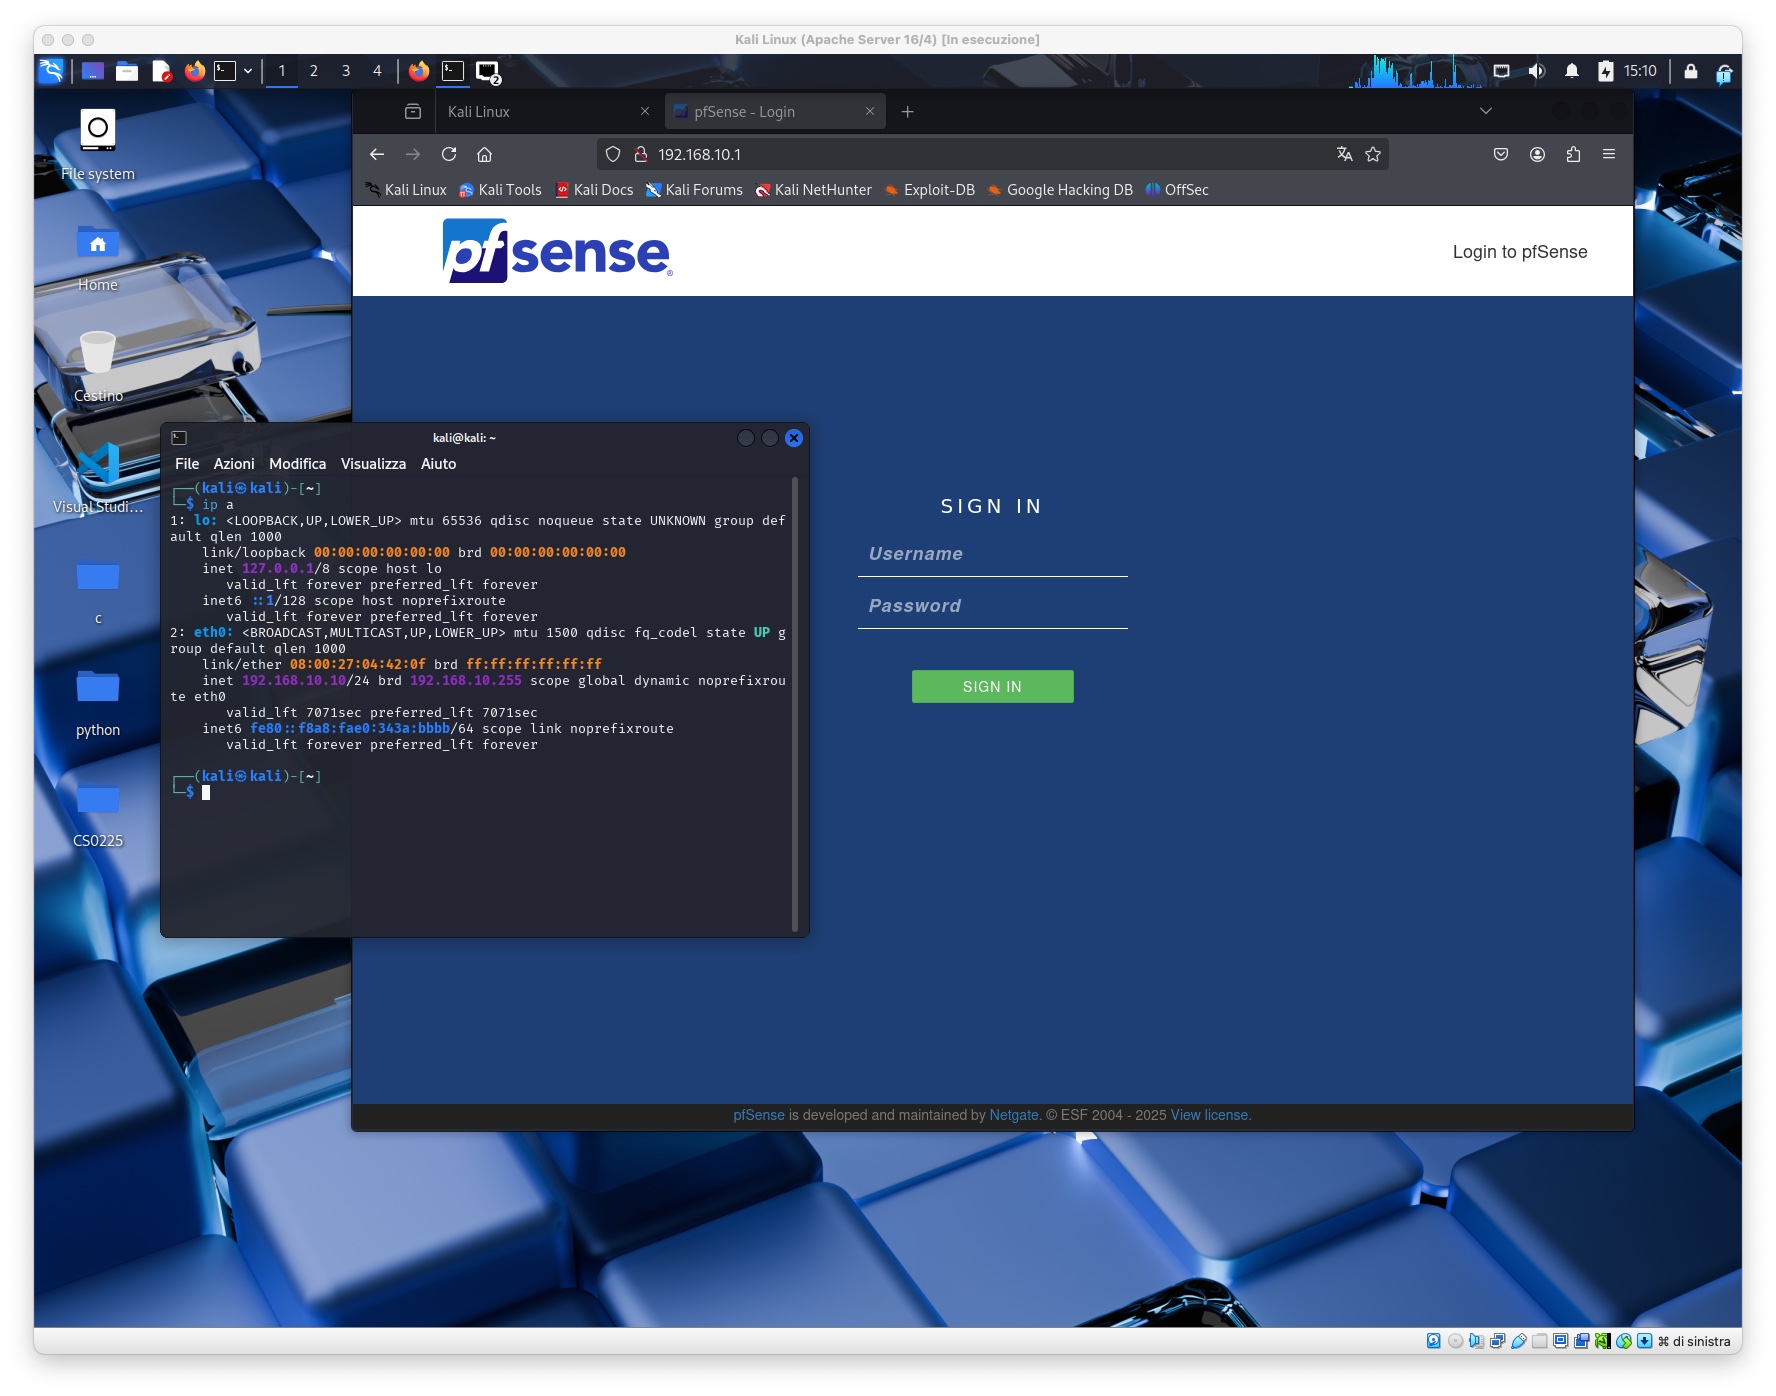 Kali Linux (Apache Server 16/4) [In esecuzione]
1 2 3 4
2
15:10
File system
Home
Cestino
Visual Studi...
c
python
CS0225
Kali Linux
pfSense - Login
192.168.10.1
Kali Linux Kali Tools Kali Docs Kali Forums Kali NetHunter Exploit-DB Google Hacking DB OffSec
pfsense®
Login to pfSense
kali@kali: ~
File Azioni Modifica Visualizza Aiuto
┌──(kali㉿kali)-[~]
└─$ ip a
1: lo: <LOOPBACK,UP,LOWER_UP> mtu 65536 qdisc noqueue state UNKNOWN group def
ault qlen 1000
link/loopback 00:00:00:00:00:00 brd 00:00:00:00:00:00
inet 127.0.0.1/8 scope host lo
valid_lft forever preferred_lft forever
inet6 ::1/128 scope host noprefixroute
valid_lft forever preferred_lft forever
2: eth0: <BROADCAST,MULTICAST,UP,LOWER_UP> mtu 1500 qdisc fq_codel state UP g
roup default qlen 1000
link/ether 08:00:27:04:42:0f brd ff:ff:ff:ff:ff:ff
inet 192.168.10.10/24 brd 192.168.10.255 scope global dynamic noprefixrou
te eth0
valid_lft 7071sec preferred_lft 7071sec
inet6 fe80::f8a8:fae0:343a:bbbb/64 scope link noprefixroute
valid_lft forever preferred_lft forever
┌──(kali㉿kali)-[~]
└─$
SIGN IN
Username
Password
SIGN IN
pfSense is developed and maintained by Netgate. © ESF 2004 - 2025 View license.
⌘ di sinistra